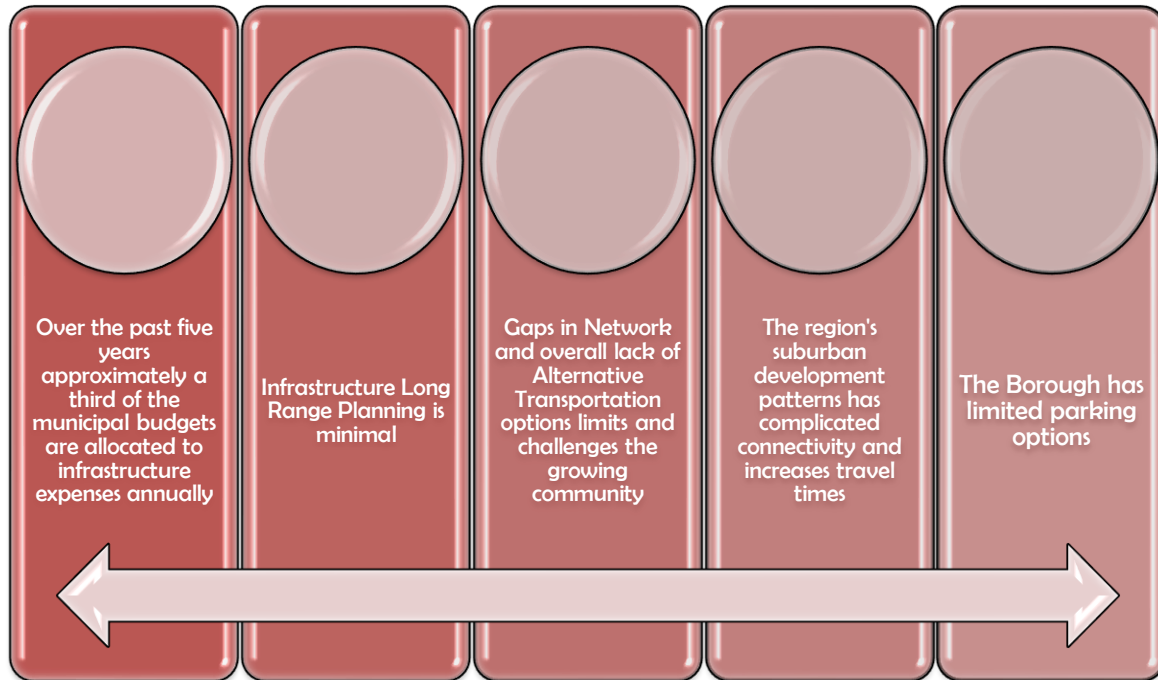 Over the past five
years
approximately a
third of the
municipal budgets
are allocated to
infrastructure
expenses annually
Infrastructure Long
Range Planning is
minimal
Gaps in Network
and overall lack of
Alternative
Transportation
options limits and
challenges the
growing
community
The region's
suburban
development
patterns has
complicated
connectivity and
increases travel
times
The Borough has
limited parking
options